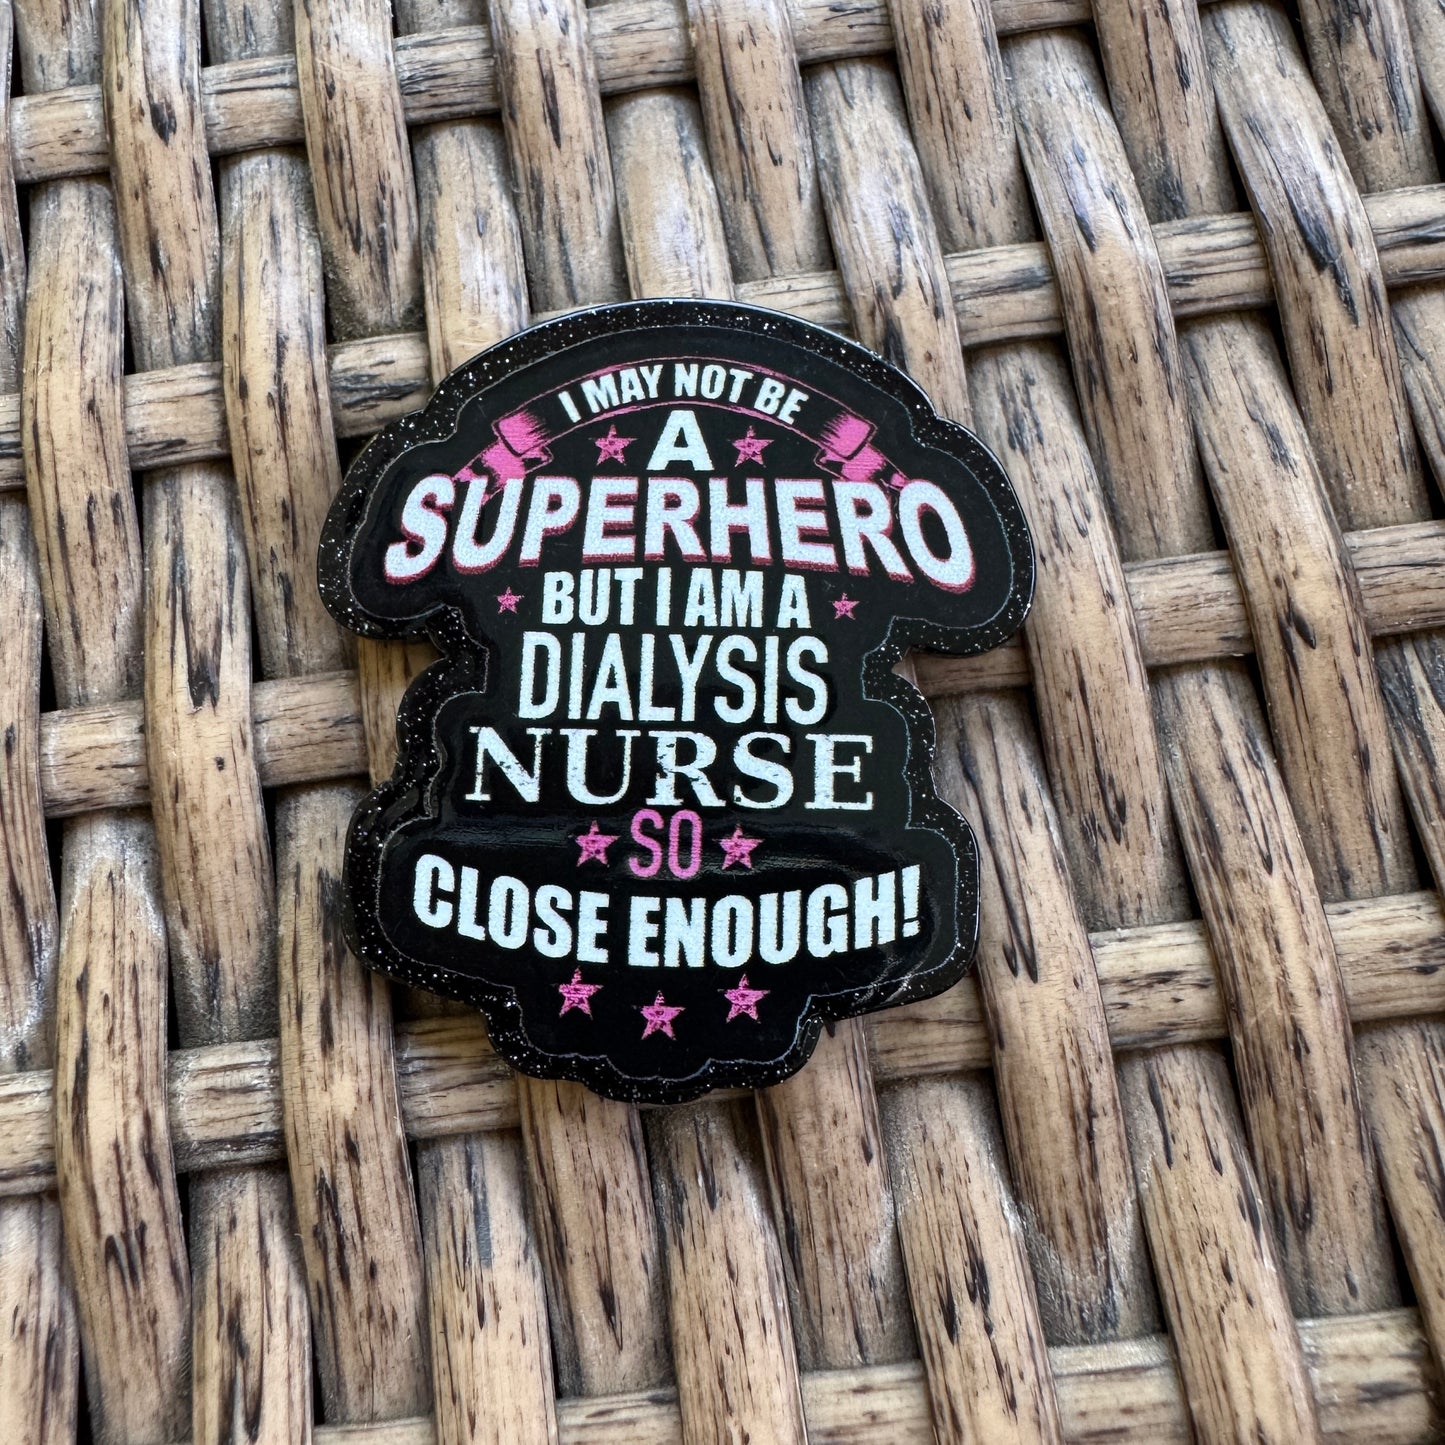 I MAY NOT BE
A
SUPERHERO
BUT I AM A
DIALYSIS
NURSE
SO
CLOSE ENOUGH!